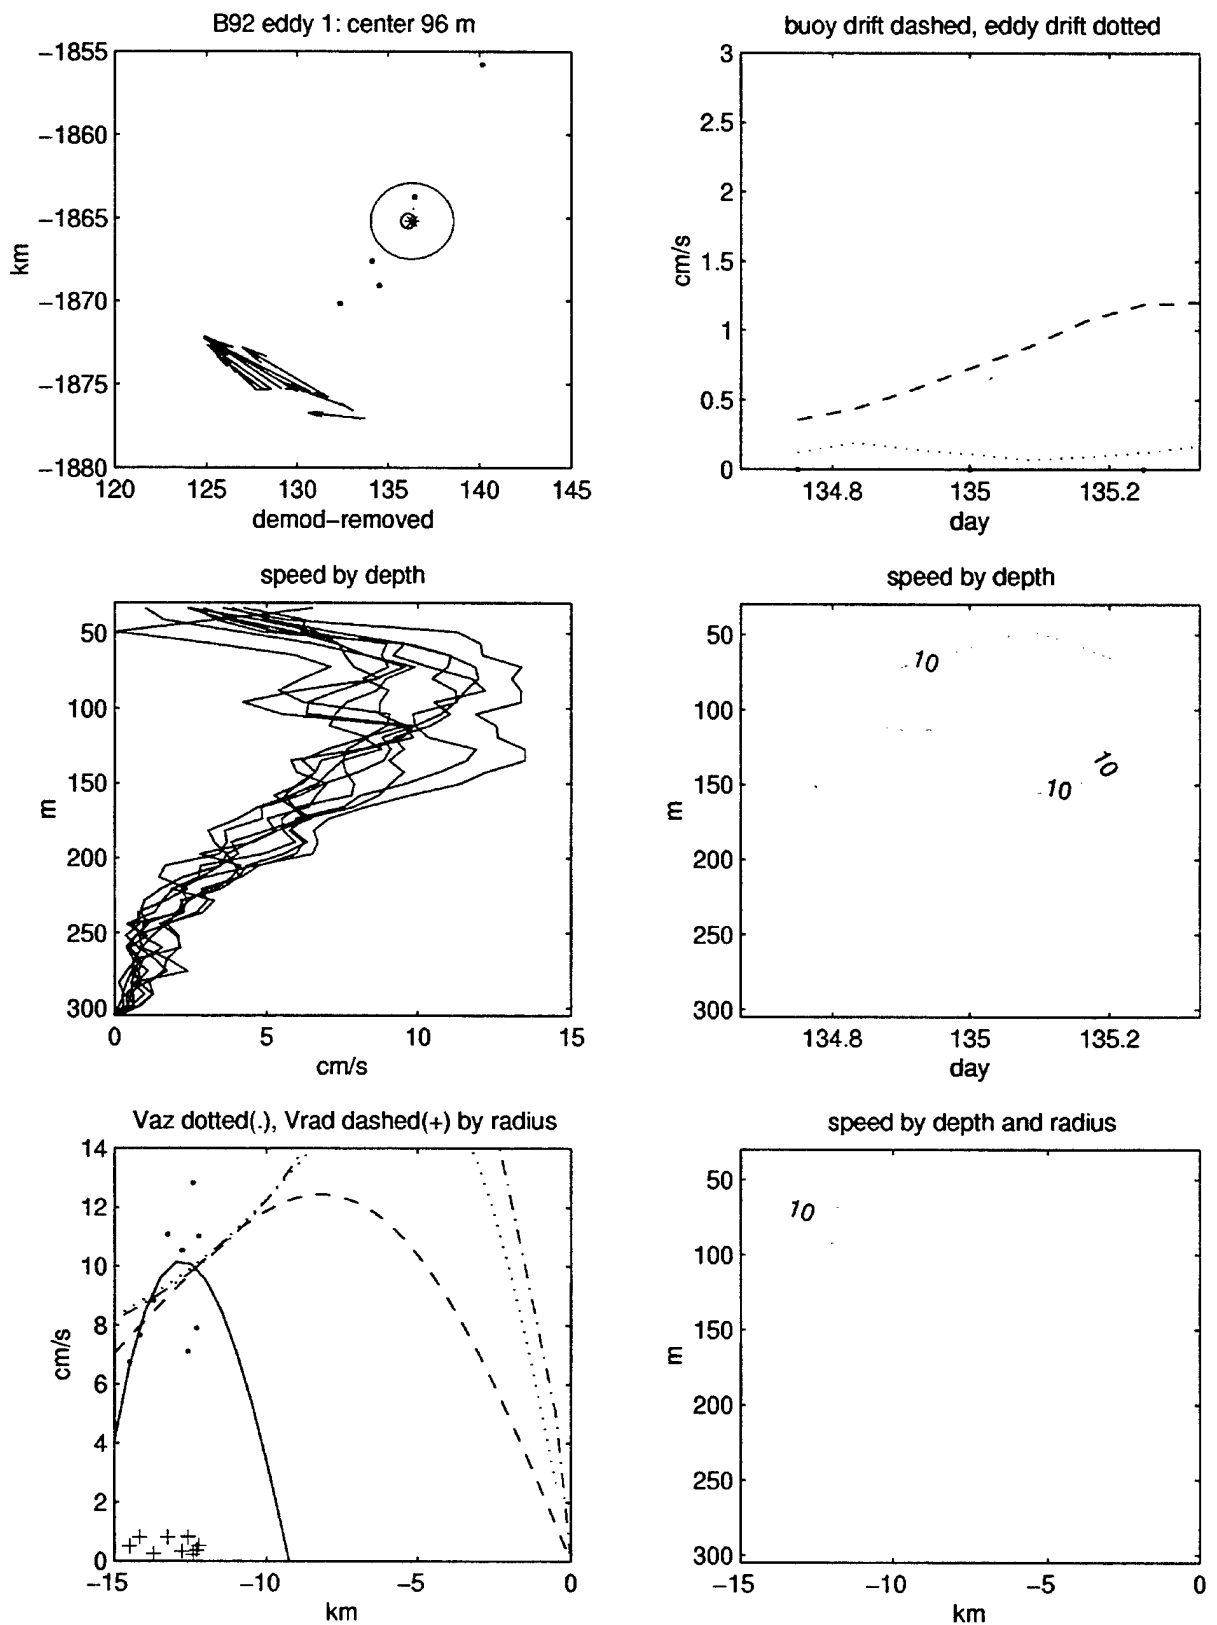 B92 eddy 1: center 96 m
−1855
−1860
−1865
−1870
−1875
−1880
km
120 125 130 135 140 145
demod−removed
buoy drift dashed, eddy drift dotted
3
2.5
2
1.5
1
0.5
0
cm/s
134.8 135 135.2
day
speed by depth
50
100
150
200
250
300
m
0 5 10 15
cm/s
speed by depth
50
100
150
200
250
300
m
10
10
10
134.8 135 135.2
day
Vaz dotted(.), Vrad dashed(+) by radius
14
12
10
8
6
4
2
0
cm/s
−15 −10 −5 0
km
speed by depth and radius
50
100
150
200
250
300
m
10
−15 −10 −5 0
km